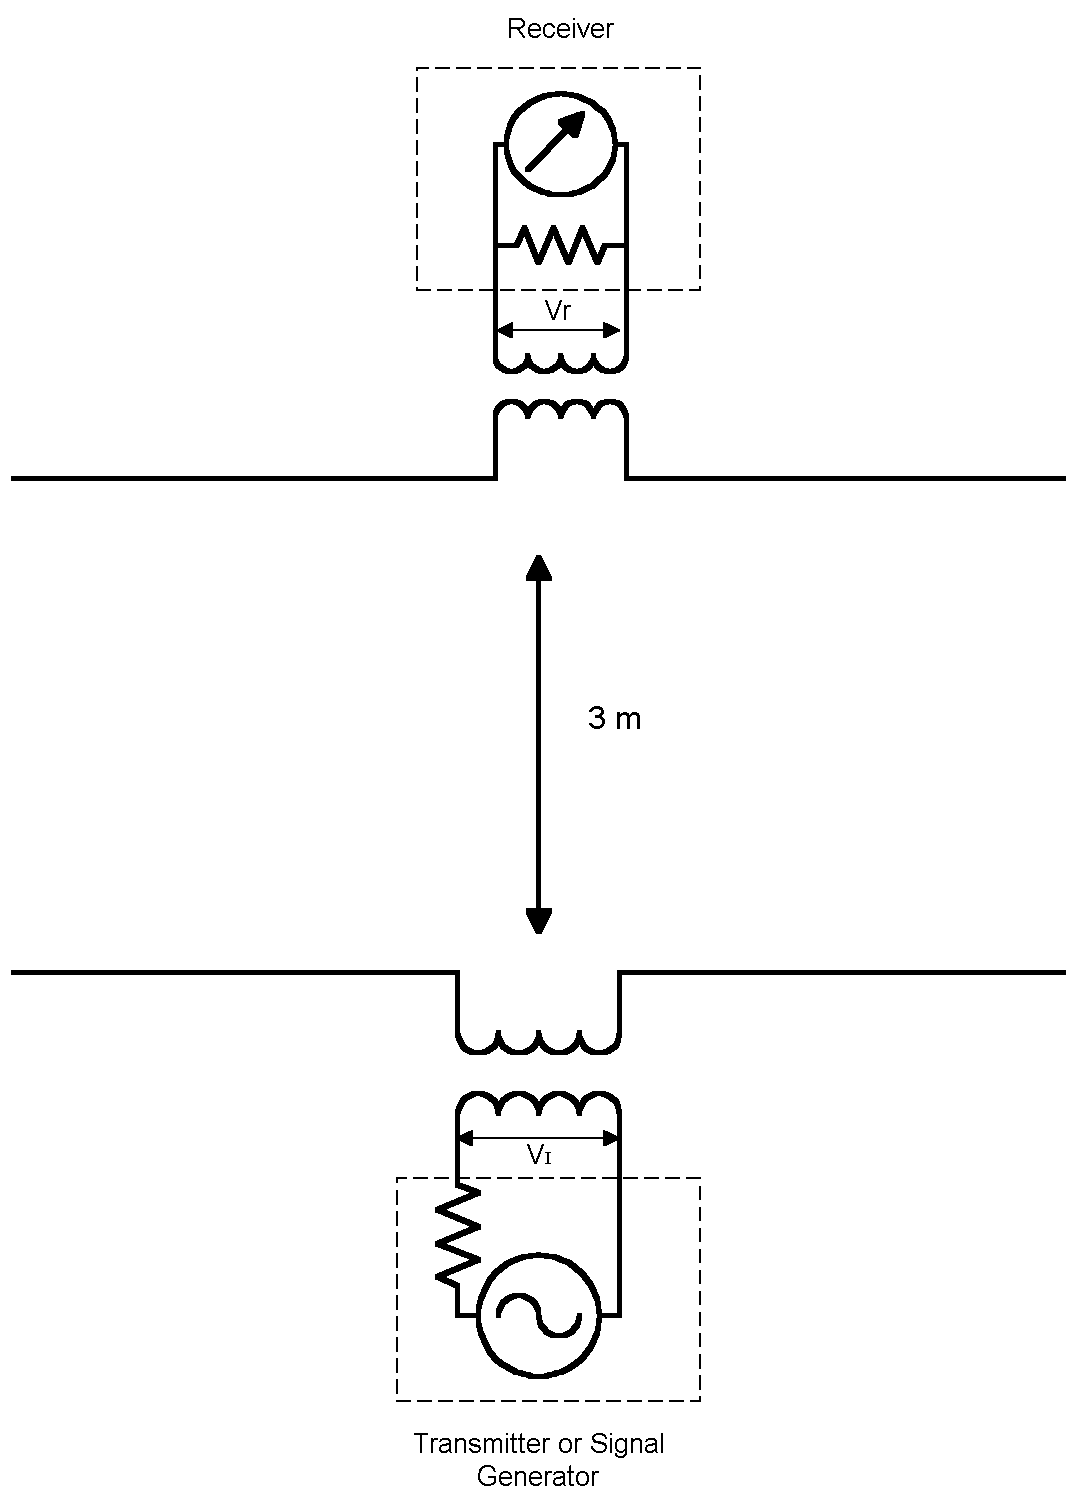 Receiver
Vr
3 m
VI
Transmitter or Signal
Generator